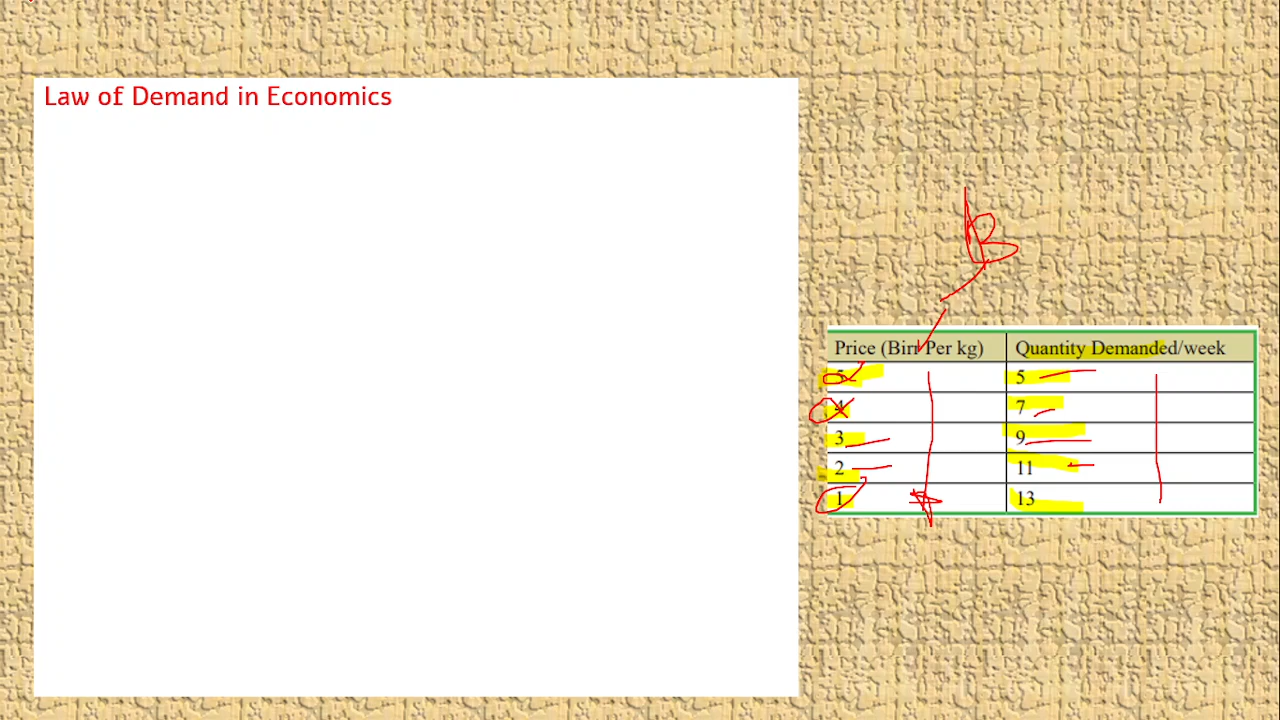 Law of Demand in Economics
Price (Birr Per kg) Quantity Demanded/week
5 5
4 7
3 9
2 11
1 13